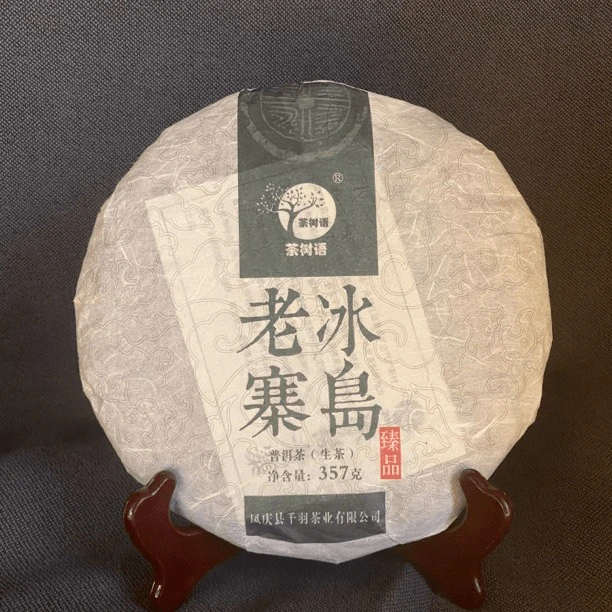 ®
茶树语
茶树语
冰島
老寨
臻品
普洱茶（生茶）
净含量：357克
凤庆县千羽茶业有限公司